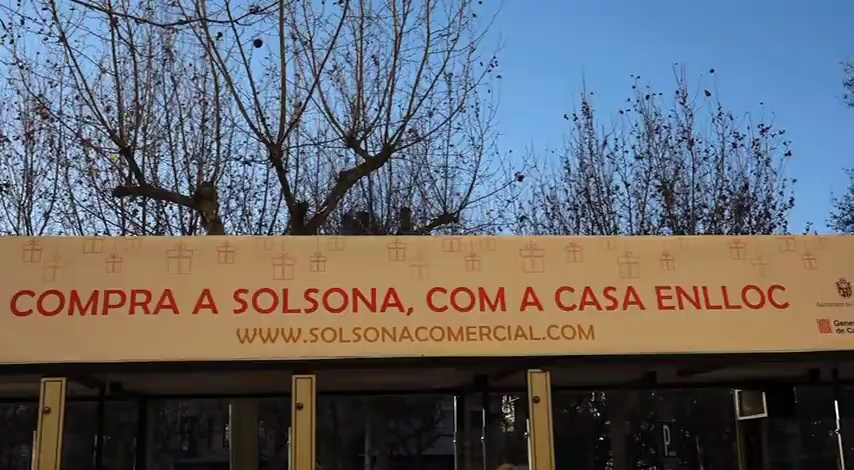 COMPRA A SOLSONA, COM A CASA ENLLOC
WWW.SOLSONACOMERCIAL.COM
P